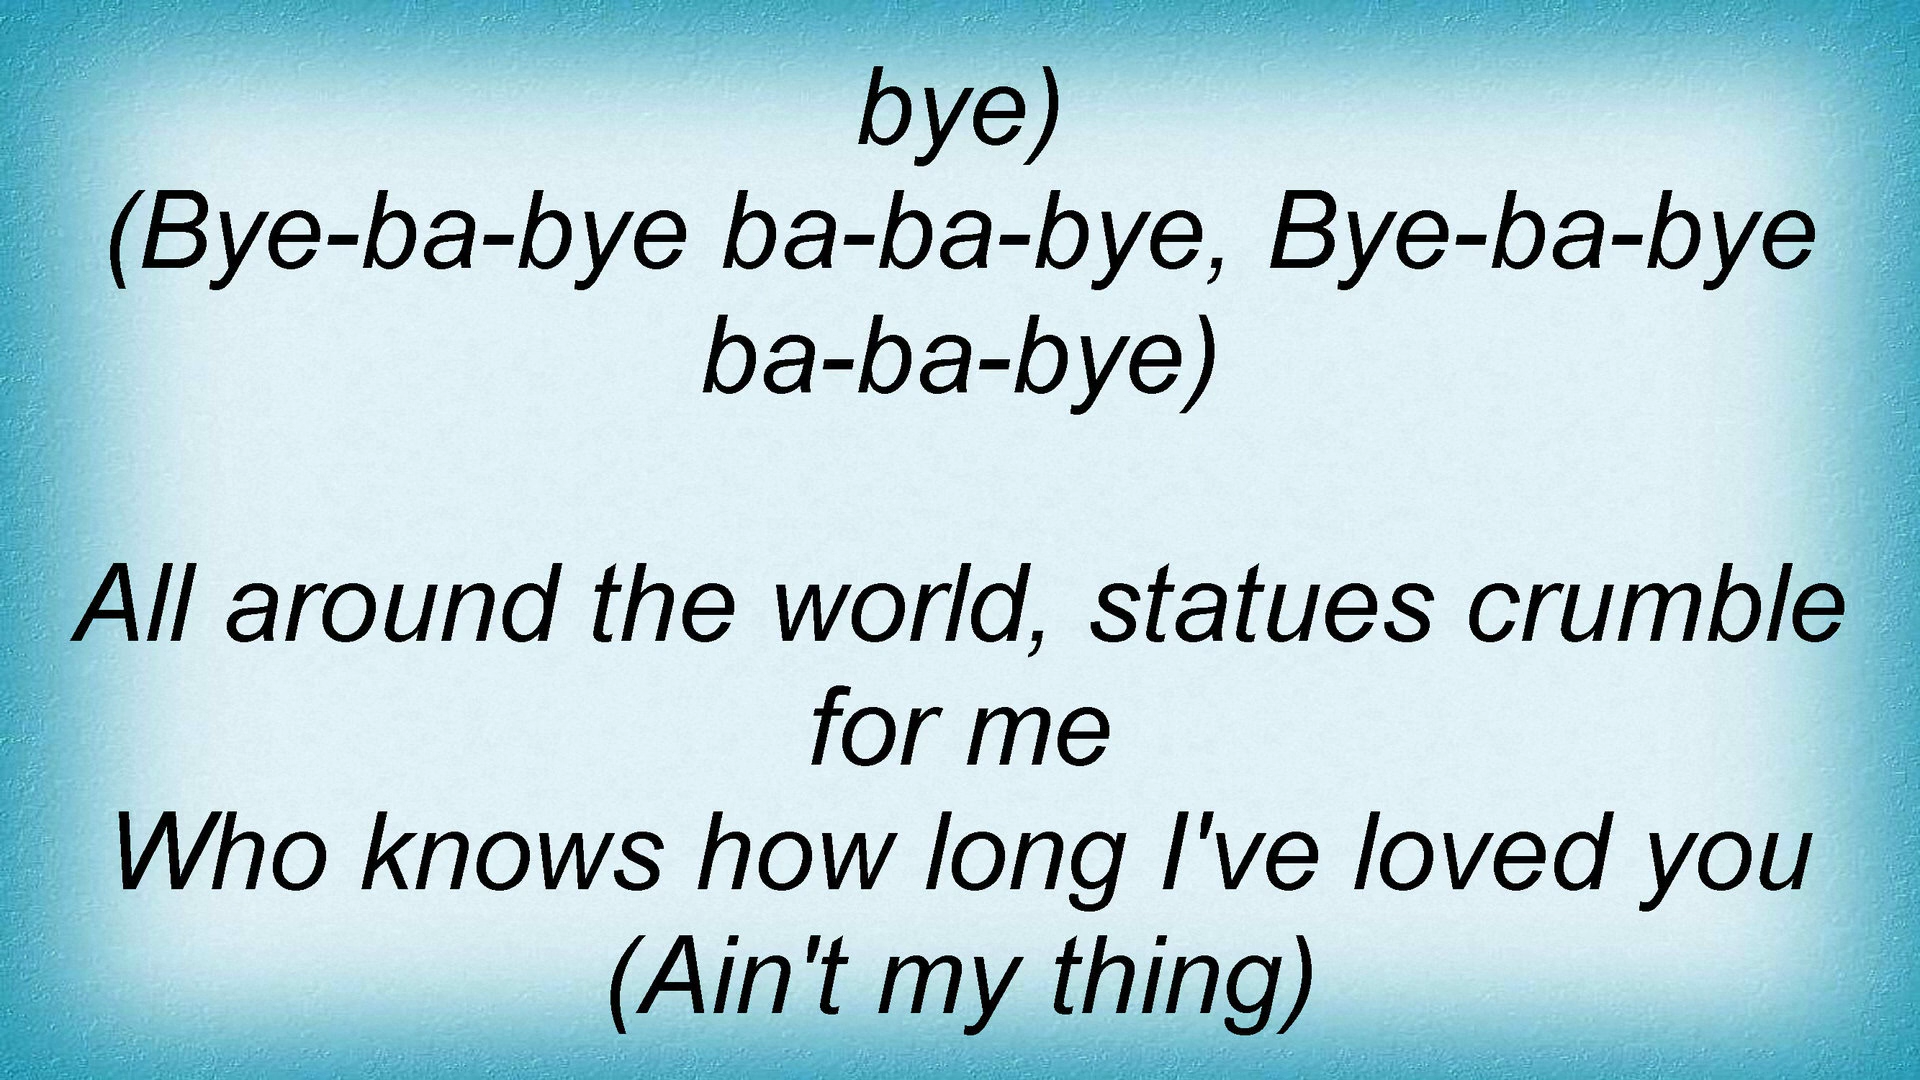 bye)
(Bye-ba-bye ba-ba-bye, Bye-ba-bye
ba-ba-bye)
All around the world, statues crumble
for me
Who knows how long I've loved you
(Ain't my thing)